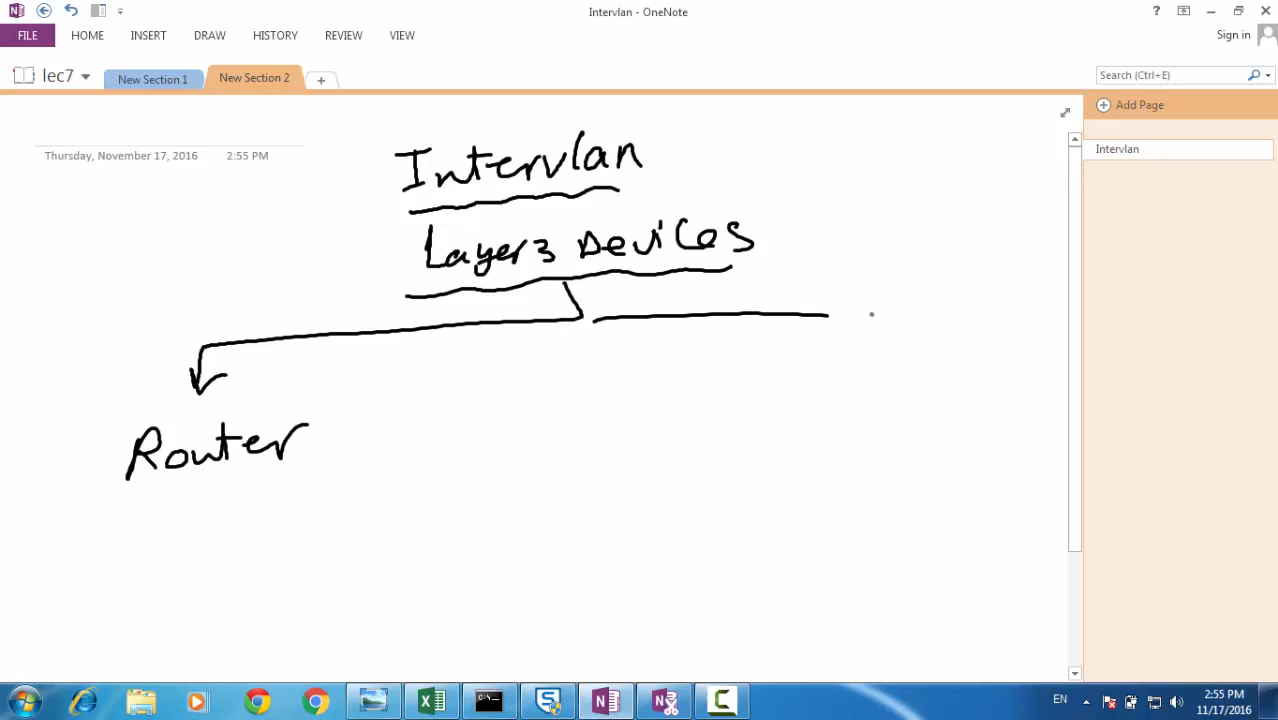 Intervlan - OneNote
?
FILE HOME INSERT DRAW HISTORY REVIEW VIEW
Sign in
lec7 New Section 1 New Section 2 +
Search (Ctrl+E)
Add Page
Intervlan
Thursday, November 17, 2016 2:55 PM
Intervlan
Layer3 Devices
Router
EN
2:55 PM
11/17/2016